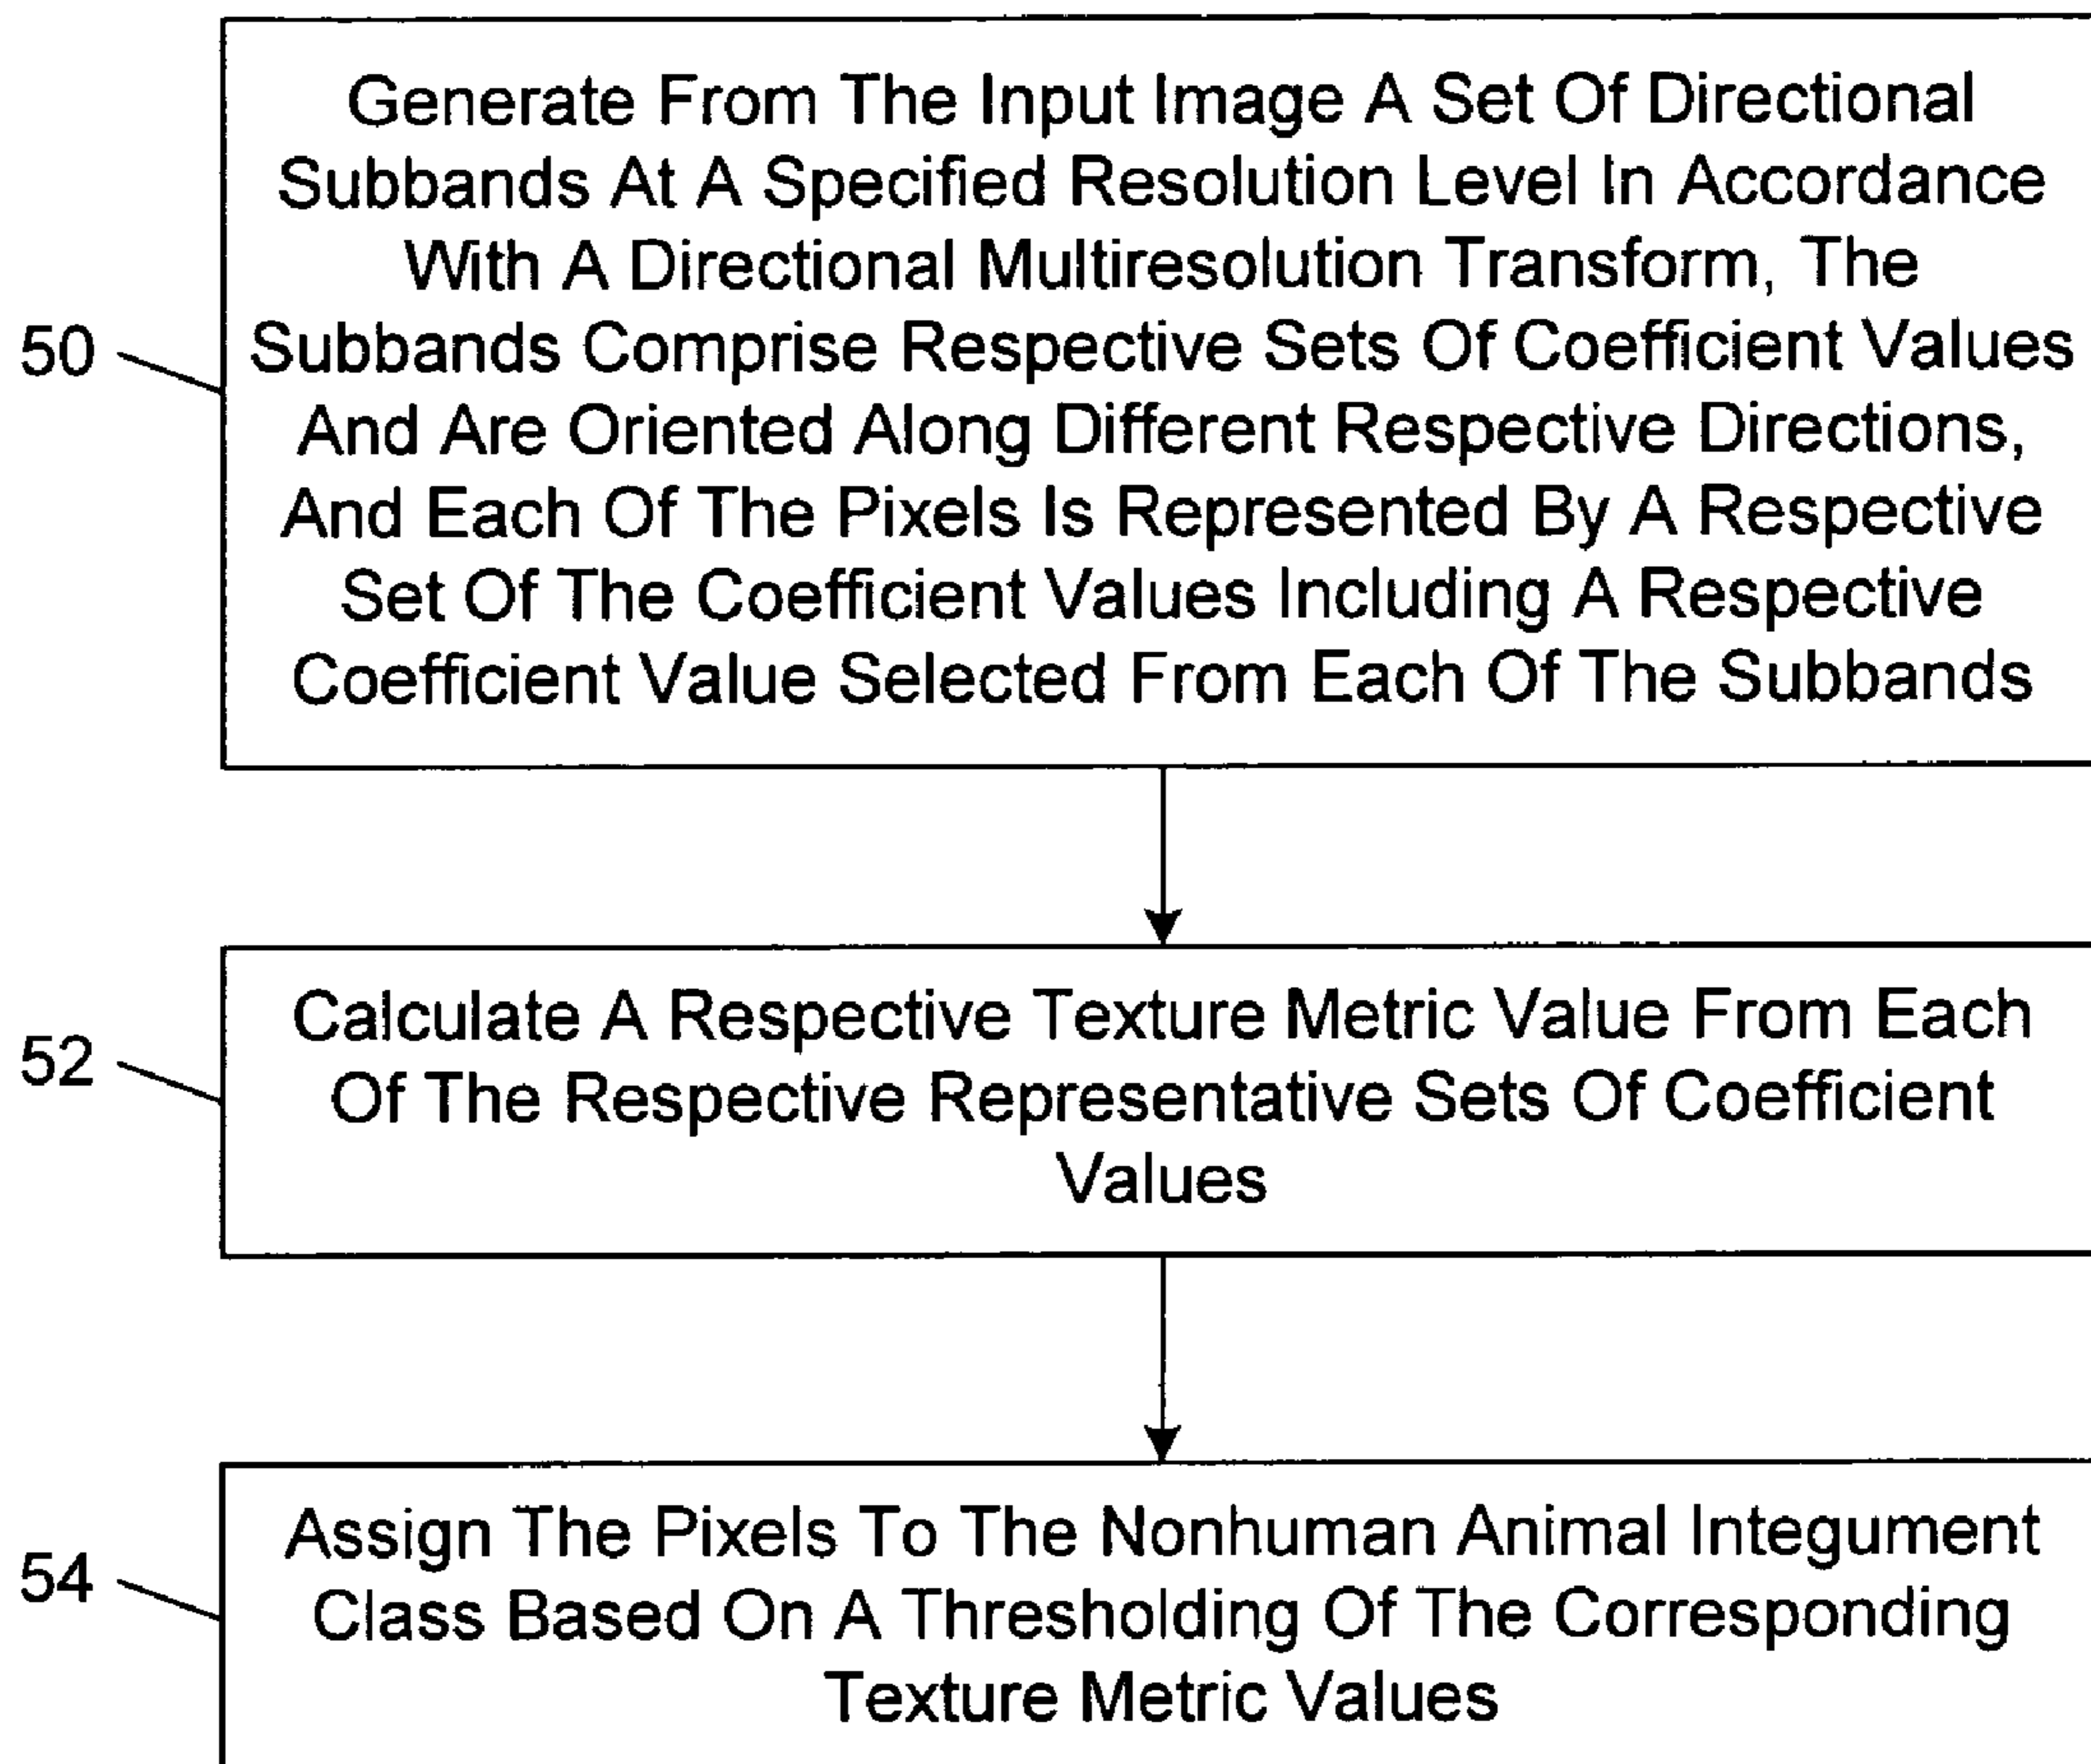 Generate From The Input Image A Set Of Directional
Subbands At A Specified Resolution Level In Accordance
With A Directional Multiresolution Transform, The
Subbands Comprise Respective Sets Of Coefficient Values
And Are Oriented Along Different Respective Directions,
And Each Of The Pixels Is Represented By A Respective
Set Of The Coefficient Values Including A Respective
Coefficient Value Selected From Each Of The Subbands
50
Calculate A Respective Texture Metric Value From Each
Of The Respective Representative Sets Of Coefficient
Values
52
Assign The Pixels To The Nonhuman Animal Integument
Class Based On A Thresholding Of The Corresponding
Texture Metric Values
54